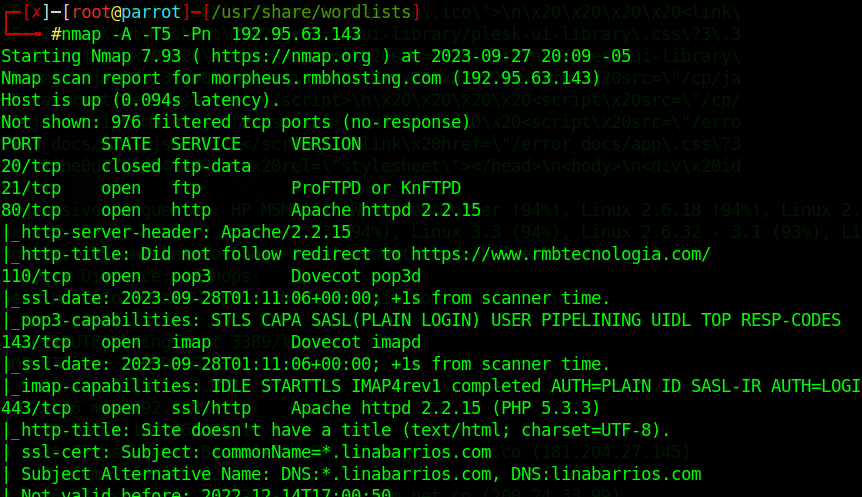 ┌─[✗]─[root@parrot]─[/usr/share/wordlists]
└──╼ #nmap -A -T5 -Pn  192.95.63.143
Starting Nmap 7.93 ( https://nmap.org ) at 2023-09-27 20:09 -05
Nmap scan report for morpheus.rmbhosting.com (192.95.63.143)
Host is up (0.094s latency).
Not shown: 976 filtered tcp ports (no-response)
PORT    STATE  SERVICE    VERSION
20/tcp    closed ftp-data
21/tcp    open   ftp        ProFTPD or KnFTPD
80/tcp    open   http       Apache httpd 2.2.15
|_http-server-header: Apache/2.2.15
|_http-title: Did not follow redirect to https://www.rmbtecnologia.com/
110/tcp   open   pop3       Dovecot pop3d
|_ssl-date: 2023-09-28T01:11:06+00:00; +1s from scanner time.
|_pop3-capabilities: STLS CAPA SASL(PLAIN LOGIN) USER PIPELINING UIDL TOP RESP-CODES
143/tcp   open   imap       Dovecot imapd
|_ssl-date: 2023-09-28T01:11:06+00:00; +1s from scanner time.
|_imap-capabilities: IDLE STARTTLS IMAP4rev1 completed AUTH=PLAIN ID SASL-IR AUTH=LOGI
443/tcp   open   ssl/http   Apache httpd 2.2.15 (PHP 5.3.3)
|_http-title: Site doesn't have a title (text/html; charset=UTF-8).
| ssl-cert: Subject: commonName=*.linabarrios.com
| Subject Alternative Name: DNS:*.linabarrios.com, DNS:linabarrios.com
| Not valid before: 2022-12-14T17:00:50